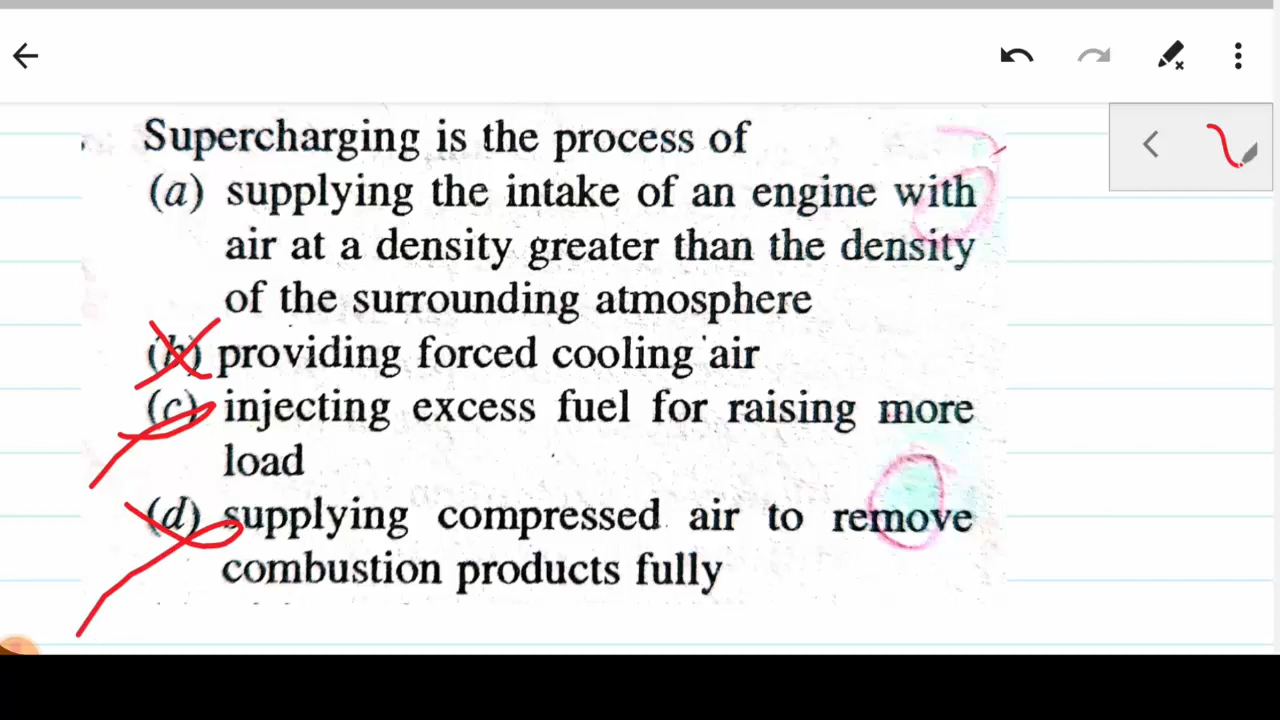 Supercharging is the process of
(a) supplying the intake of an engine with
air at a density greater than the density
of the surrounding atmosphere
(b) providing forced cooling air
(c) injecting excess fuel for raising more
load
(d) supplying compressed air to remove
combustion products fully